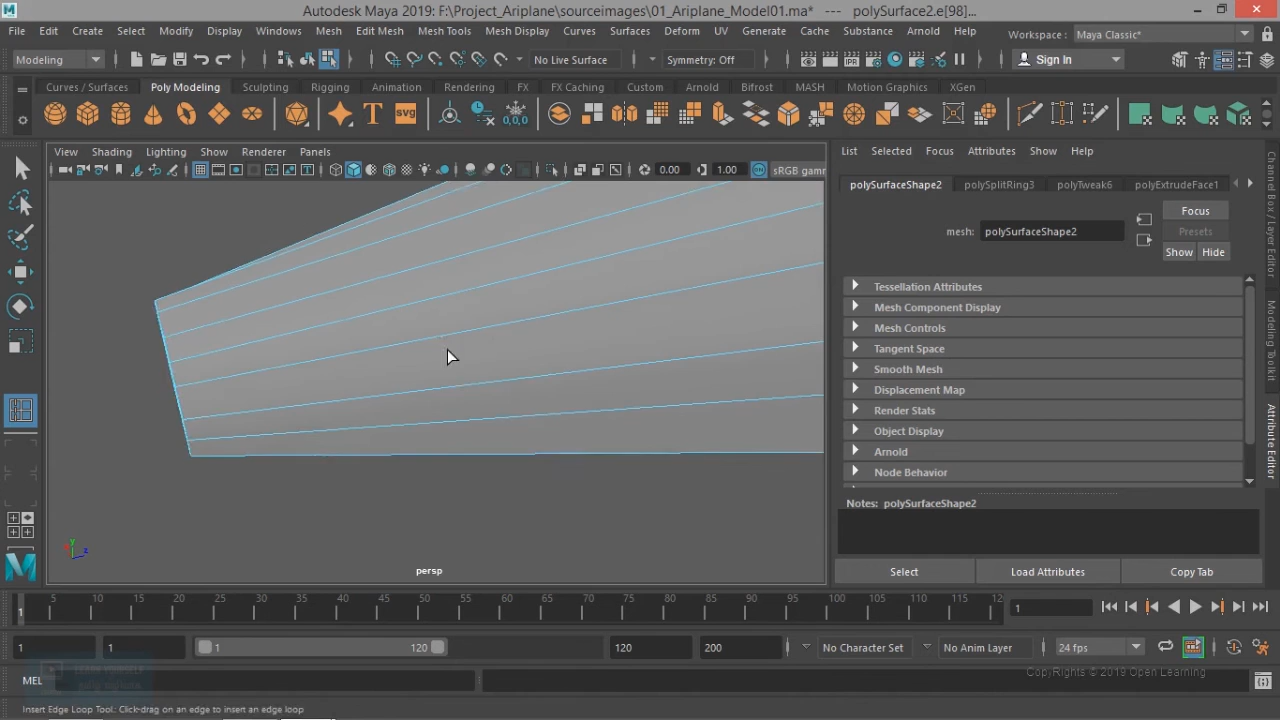 Autodesk Maya 2019: F:\Project_Ariplane\sourceimages\01_Ariplane_Model01.ma* --- polySurface2.e[98]...
File Edit Create Select Modify Display Windows Mesh Edit Mesh Mesh Tools Mesh Display Curves Surfaces Deform UV Generate Cache Substance Arnold Help Workspace : Maya Classic*
Modeling No Live Surface Symmetry: Off Sign In
Curves / Surfaces Poly Modeling Sculpting Rigging Animation Rendering FX FX Caching Custom Arnold Bifrost MASH Motion Graphics XGen
T svg 0,0,0
View Shading Lighting Show Renderer Panels
0.00 1.00 sRGB gamm
List Selected Focus Attributes Show Help
polySurfaceShape2 polySplitRing3 polyTweak6 polyExtrudeFace1
Focus
mesh: polySurfaceShape2 Presets
Show Hide
Tessellation Attributes
Mesh Component Display
Mesh Controls
Tangent Space
Smooth Mesh
Displacement Map
Render Stats
Object Display
Arnold
Node Behavior
Notes: polySurfaceShape2
Select Load Attributes Copy Tab
Channel Box / Layer Editor
Modeling Toolkit
Attribute Editor
y
x z
persp
1 5 10 15 20 25 30 35 40 45 50 55 60 65 70 75 80 85 90 95 100 105 110 115 12 1
1 1 1 120 120 200 No Character Set No Anim Layer 24 fps
CopyRights © 2019 Open Learning
MEL
Insert Edge Loop Tool: Click-drag on an edge to insert an edge loop